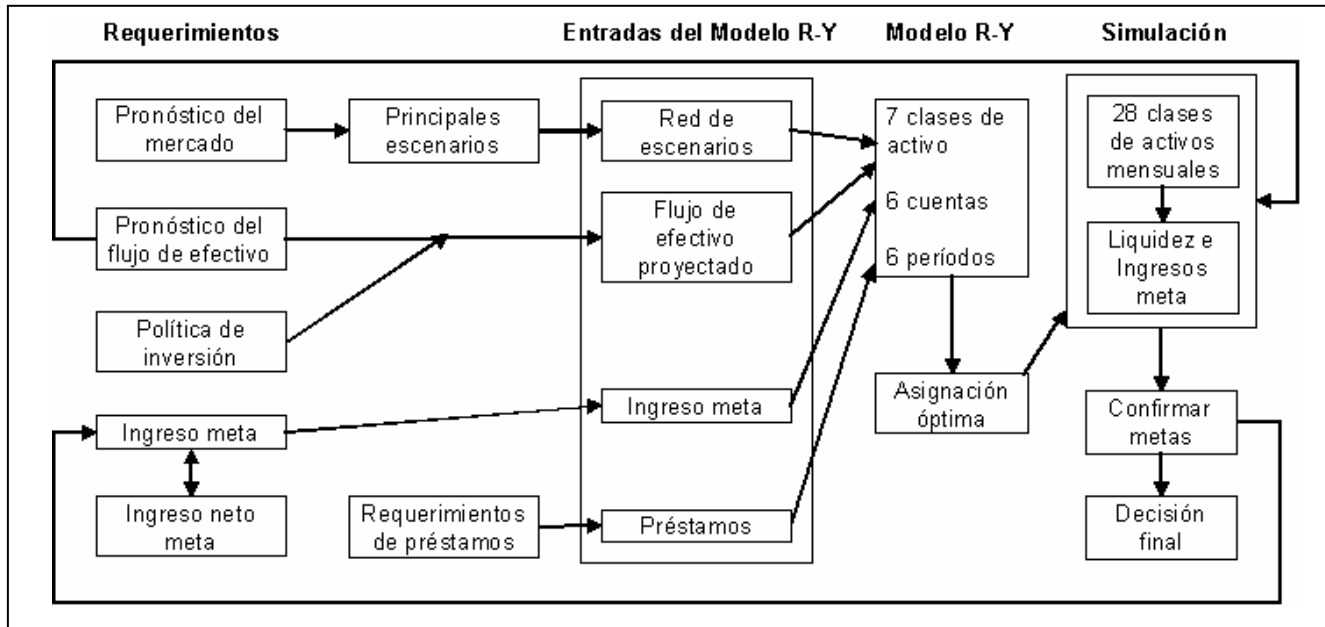 Requerimientos
Entradas del Modelo R-Y
Modelo R-Y
Simulación
Pronóstico del
mercado
Principales
escenarios
Red de
escenarios
7 clases de
activo
6 cuentas
6 períodos
28 clases
de activos
mensuales
Pronóstico del
flujo de efectivo
Flujo de
efectivo
proyectado
Liquidez e
Ingresos
meta
Política de
inversión
Ingreso meta
Ingreso meta
Asignación
óptima
Confirmar
metas
Ingreso neto
meta
Requerimientos
de préstamos
Préstamos
Decisión
final